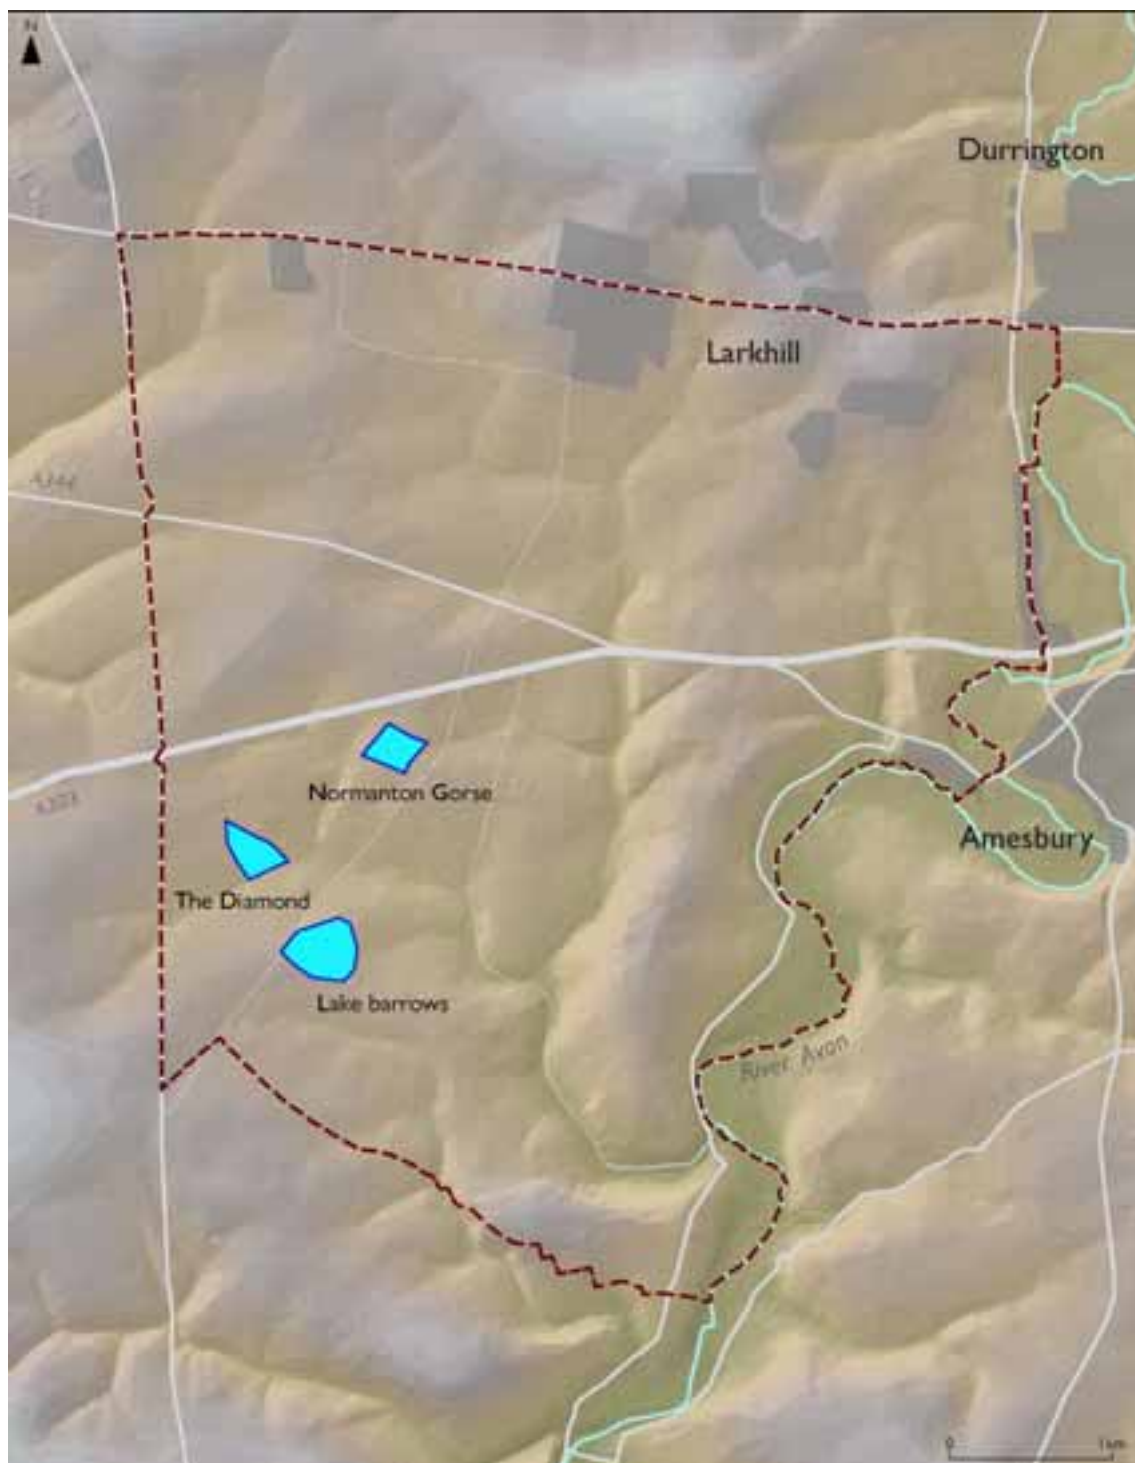 N
Durrington
Larkhill
A344
Normanton Gorse
A303
Amesbury
The Diamond
Lake barrows
River Avon
0 1km